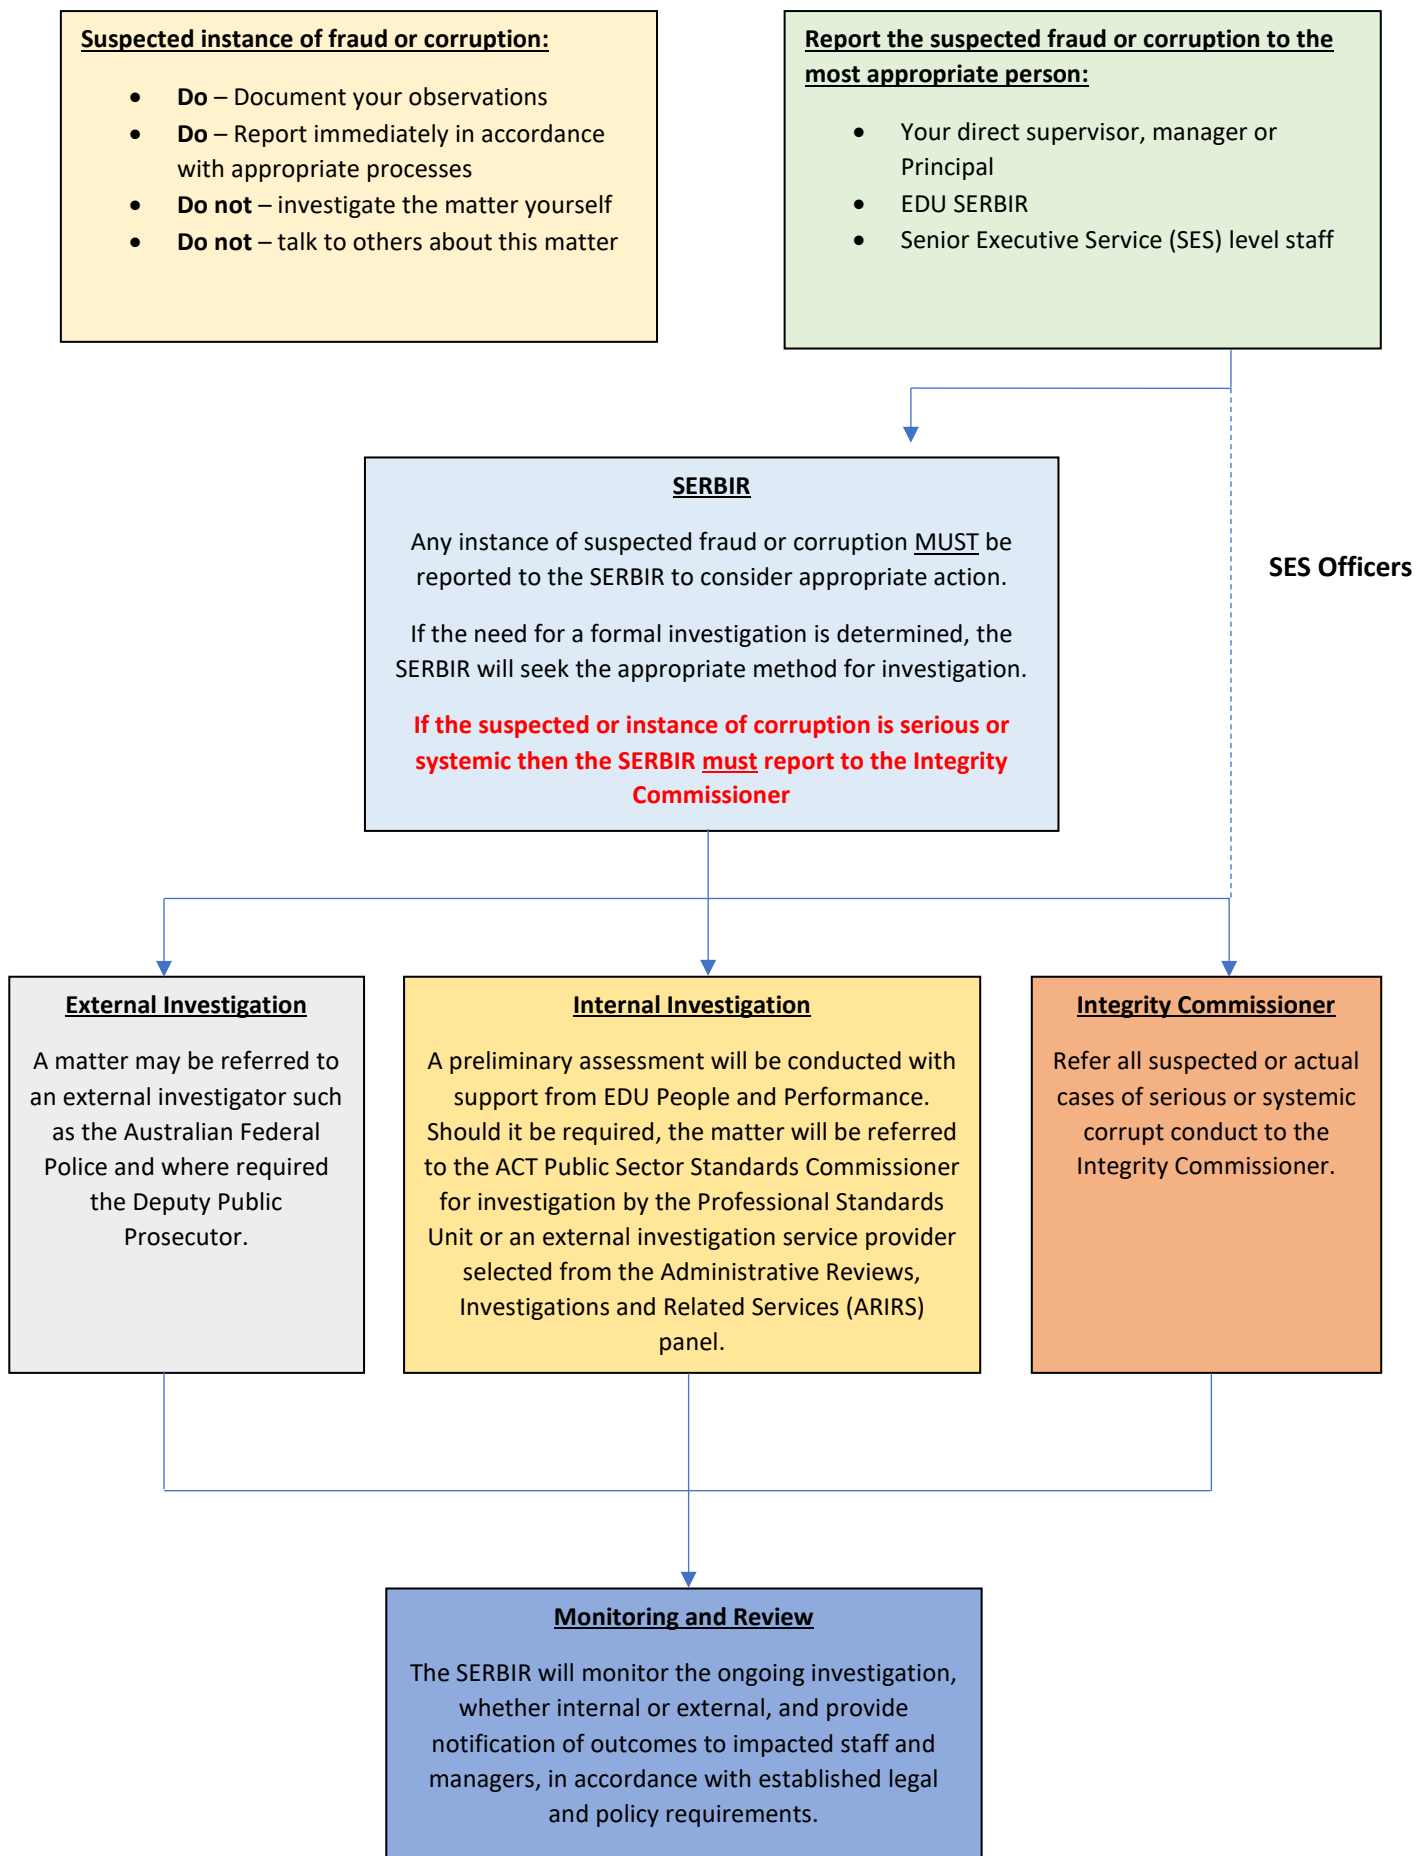 Suspected instance of fraud or corruption:
• Do – Document your observations
• Do – Report immediately in accordance
with appropriate processes
• Do not – investigate the matter yourself
• Do not – talk to others about this matter
Report the suspected fraud or corruption to the
most appropriate person:
• Your direct supervisor, manager or
Principal
• EDU SERBIR
• Senior Executive Service (SES) level staff
SERBIR
Any instance of suspected fraud or corruption MUST be
reported to the SERBIR to consider appropriate action.
If the need for a formal investigation is determined, the
SERBIR will seek the appropriate method for investigation.
If the suspected or instance of corruption is serious or
systemic then the SERBIR must report to the Integrity
Commissioner
SES Officers
External Investigation
A matter may be referred to
an external investigator such
as the Australian Federal
Police and where required
the Deputy Public
Prosecutor.
Internal Investigation
A preliminary assessment will be conducted with
support from EDU People and Performance.
Should it be required, the matter will be referred
to the ACT Public Sector Standards Commissioner
for investigation by the Professional Standards
Unit or an external investigation service provider
selected from the Administrative Reviews,
Investigations and Related Services (ARIRS)
panel.
Integrity Commissioner
Refer all suspected or actual
cases of serious or systemic
corrupt conduct to the
Integrity Commissioner.
Monitoring and Review
The SERBIR will monitor the ongoing investigation,
whether internal or external, and provide
notification of outcomes to impacted staff and
managers, in accordance with established legal
and policy requirements.